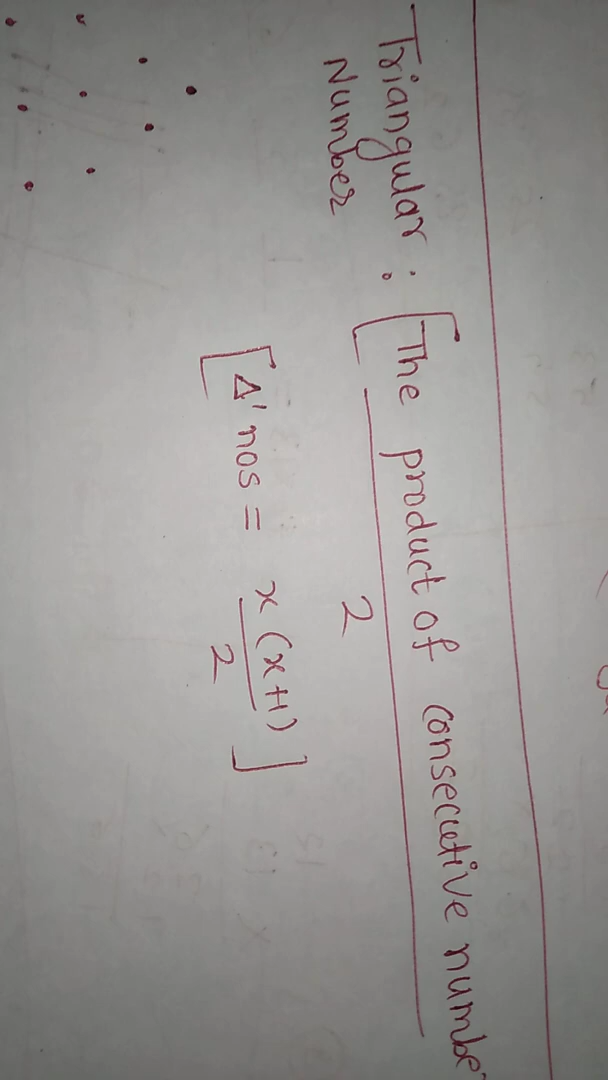 Triangular : [The product of consecutive numbe
Number 2
[Δ' nos = x(x+1)/2]